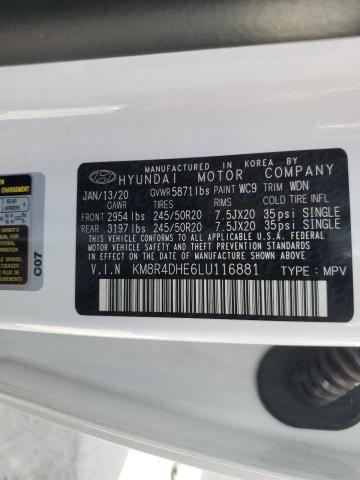 MANUFACTURED IN KOREA BY
HYUNDAI MOTOR COMPANY
JAN/13/20 GVWR 5871 lbs PAINT WC9 TRIM WDN
GAWR TIRES RIMS COLD TIRE INFL
FRONT 2954 lbs 245/50R20 7.5JX20 35 psi SINGLE
REAR 3197 lbs 245/50R20 7.5JX20 35 psi SINGLE
THIS VEHICLE CONFORMS TO ALL APPLICABLE U.S.A. FEDERAL
MOTOR VEHICLE SAFETY AND THEFT PREVENTION STANDARDS
IN EFFECT ON THE DATE OF MANUFACTURE SHOWN ABOVE.
V.I.N KM8R4DHE6LU116881 TYPE : MPV
CHARGEMENT
REAR
C07